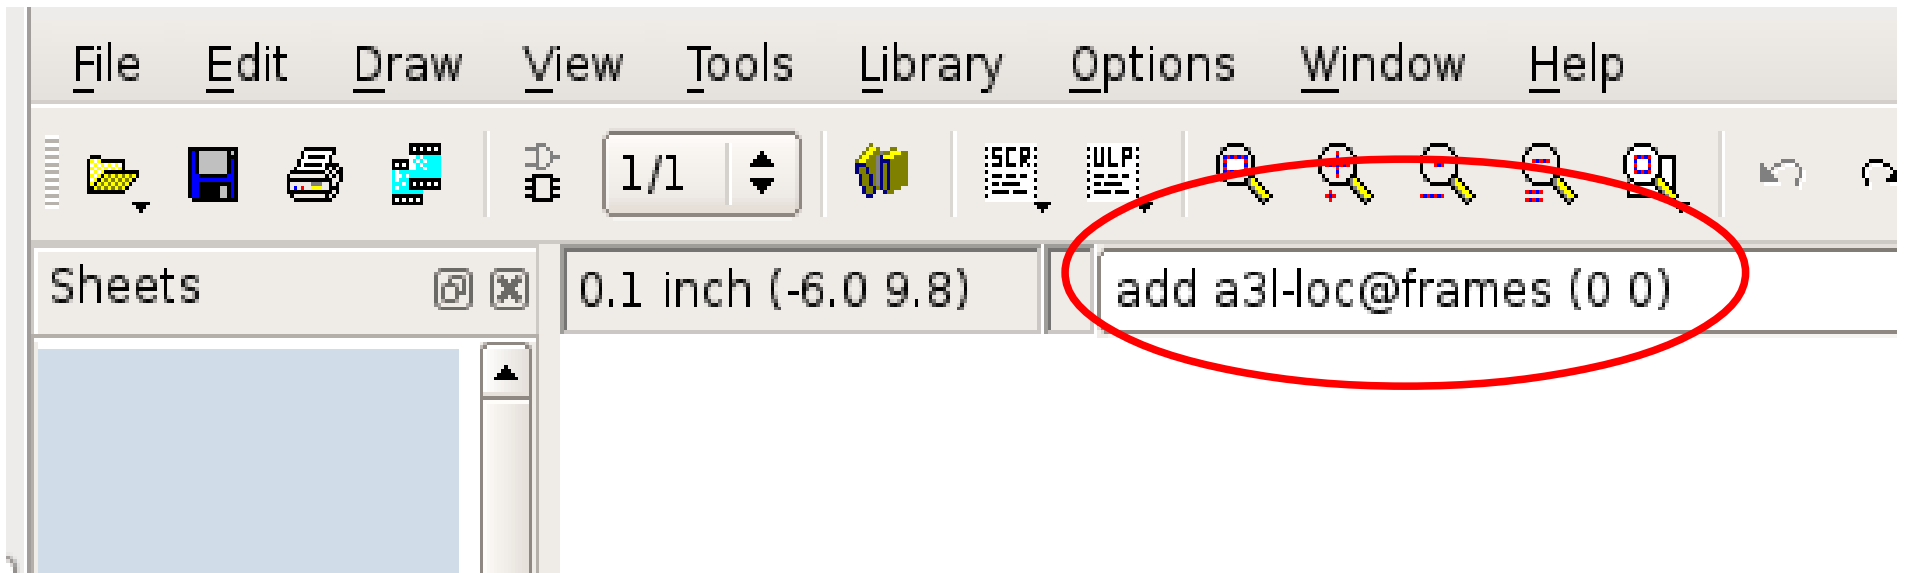 File Edit Draw View Tools Library Options Window Help
1/1 SCR ULP
Sheets 0.1 inch (-6.0 9.8) add a3l-loc@frames (0 0)